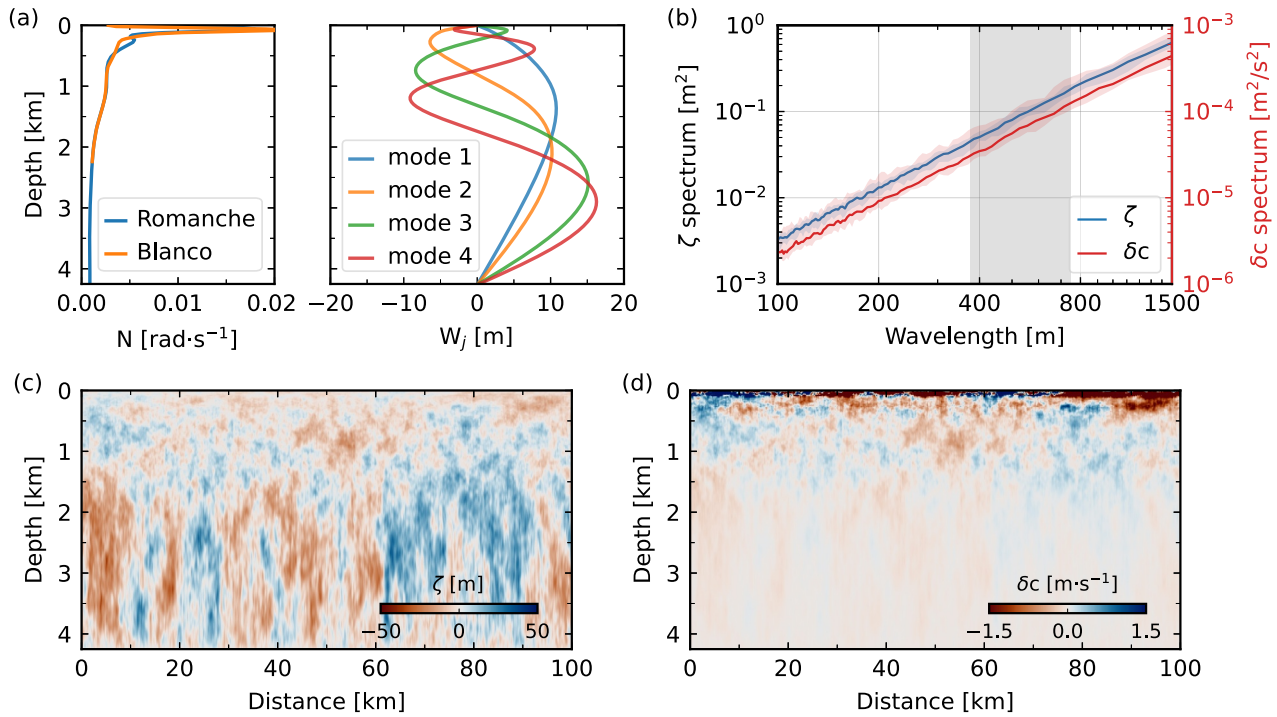 (a)
0
1
2
3
4
Depth [km]
Romanche
Blanco
0.00
0.01
0.02
N [rad·s⁻¹]
mode 1
mode 2
mode 3
mode 4
−20
−10
0
10
20
W_j [m]
(b)
10⁰
10⁻¹
10⁻²
10⁻³
ζ spectrum [m²]
ζ
δc
10⁻³
10⁻⁴
10⁻⁵
10⁻⁶
δc spectrum [m²/s²]
100
200
400
800
1500
Wavelength [m]
(c)
0
1
2
3
4
Depth [km]
ζ [m]
−50
0
50
0
20
40
60
80
100
Distance [km]
(d)
0
1
2
3
4
Depth [km]
δc [m·s⁻¹]
−1.5
0.0
1.5
0
20
40
60
80
100
Distance [km]